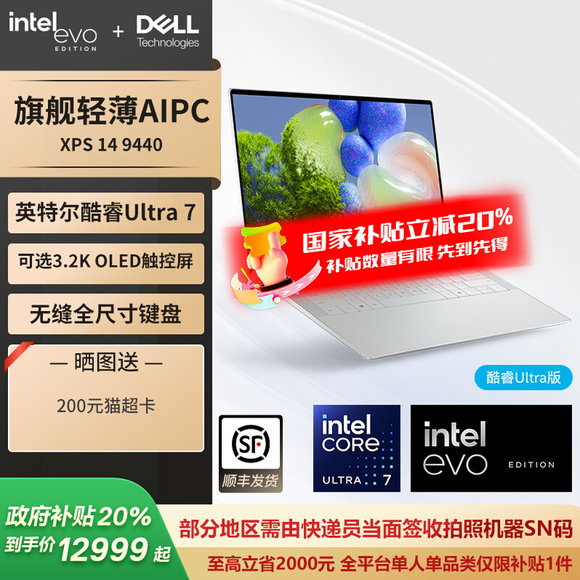 intel evo EDITION + DELL Technologies
旗舰轻薄AIPC
XPS 14 9440
英特尔酷睿Ultra 7
可选3.2K OLED触控屏
无缝全尺寸键盘
— 晒图送 —
200元猫超卡
国家补贴立减20%
补贴数量有限 先到先得
酷睿Ultra版
SF
顺丰发货
intel
CORE
ULTRA 7
intel
evo EDITION
政府补贴20%
到手价12999起
部分地区需由快递员当面签收拍照机器SN码
至高立省2000元 全平台单人单品类仅限补贴1件